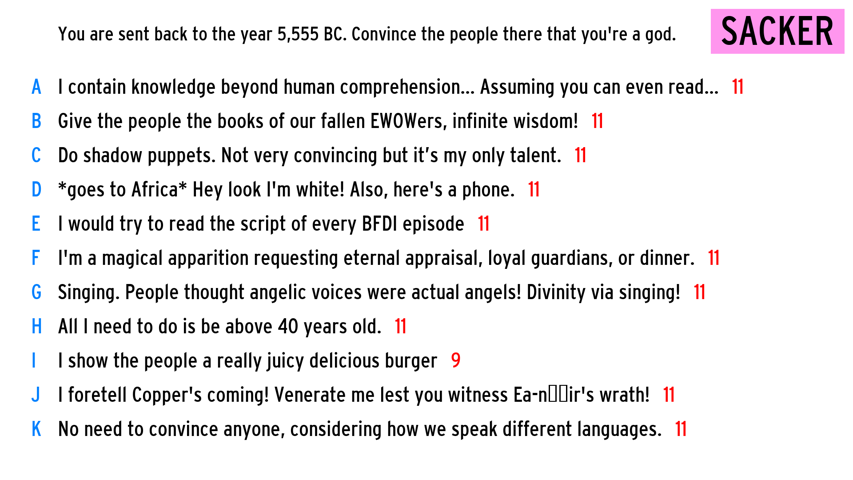 You are sent back to the year 5,555 BC. Convince the people there that you're a god.
SACKER
A I contain knowledge beyond human comprehension... Assuming you can even read... 11
B Give the people the books of our fallen EWOWers, infinite wisdom! 11
C Do shadow puppets. Not very convincing but it’s my only talent. 11
D *goes to Africa* Hey look I'm white! Also, here's a phone. 11
E I would try to read the script of every BFDI episode 11
F I'm a magical apparition requesting eternal appraisal, loyal guardians, or dinner. 11
G Singing. People thought angelic voices were actual angels! Divinity via singing! 11
H All I need to do is be above 40 years old. 11
I I show the people a really juicy delicious burger 9
J I foretell Copper's coming! Venerate me lest you witness Ea-n▯▯ir's wrath! 11
K No need to convince anyone, considering how we speak different languages. 11